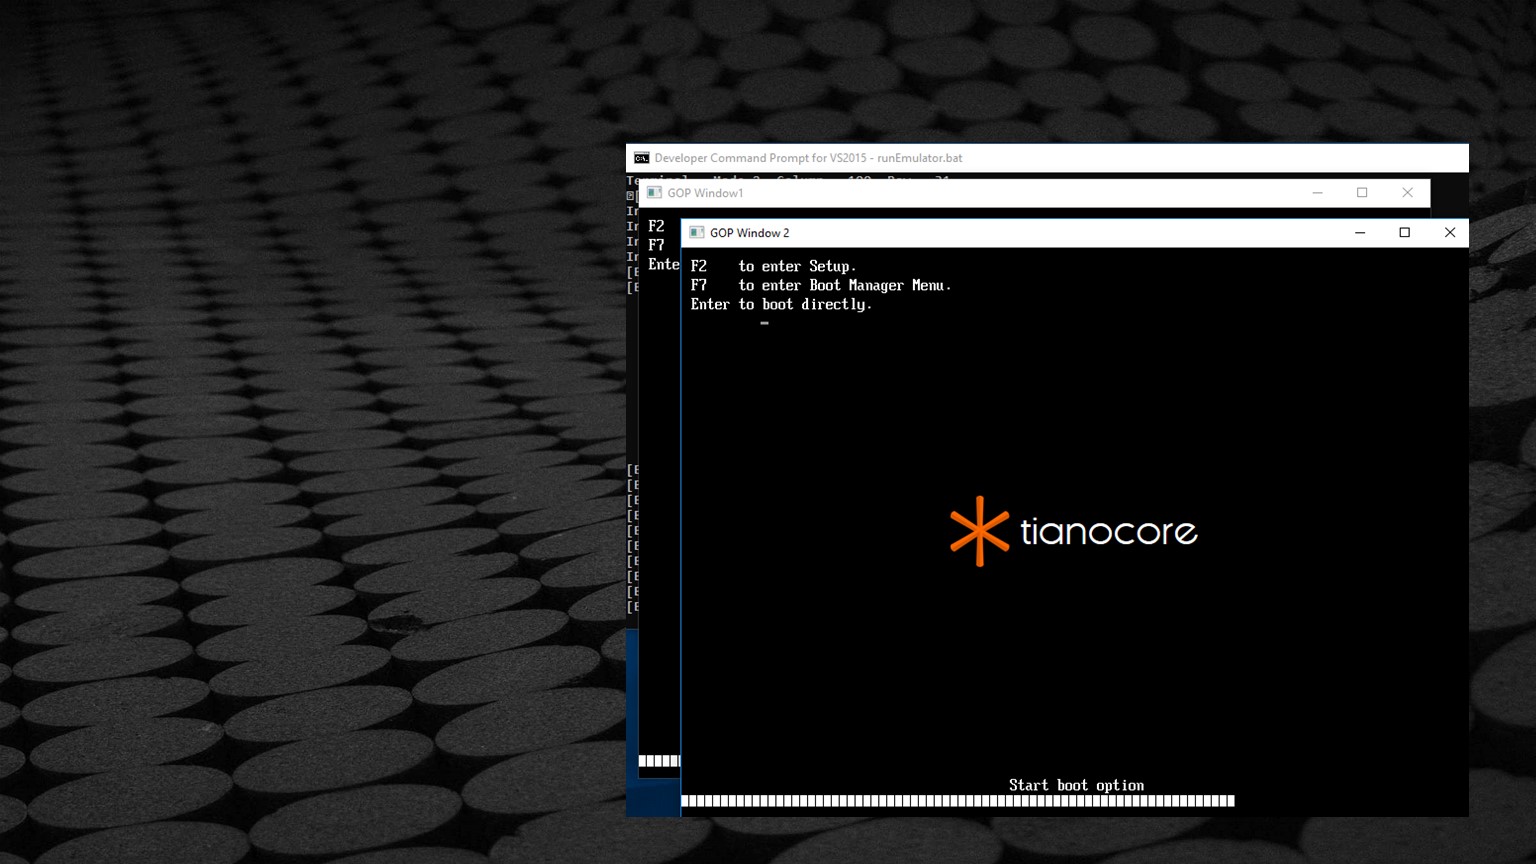 Developer Command Prompt for VS2015 - runEmulator.bat
GOP Window1
F2
F7
Ente
GOP Window 2
F2 to enter Setup.
F7 to enter Boot Manager Menu.
Enter to boot directly.
tianocore
Start boot option